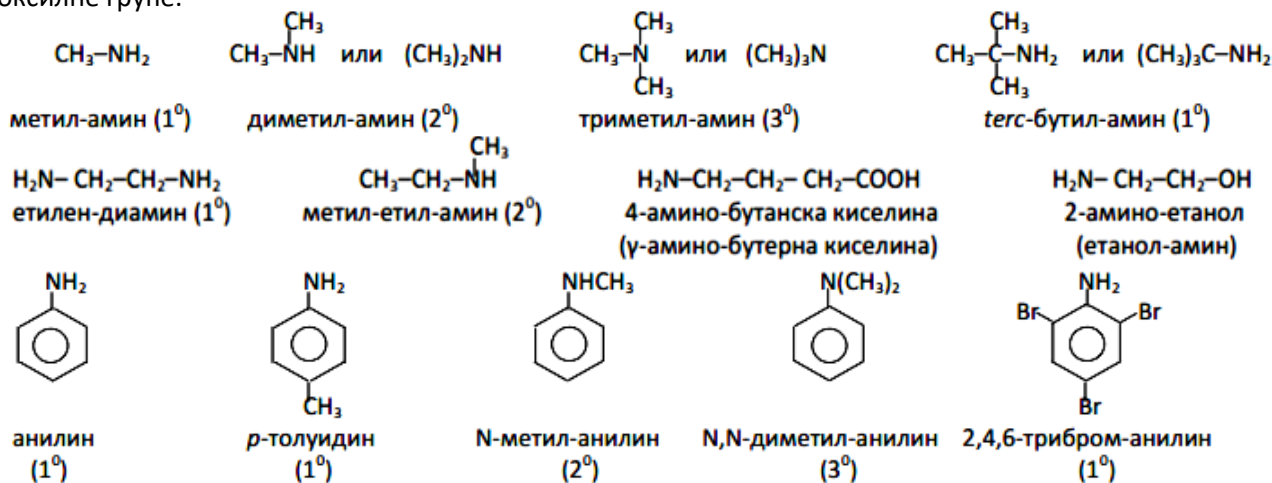 оксилне групе.
CH₃ CH₃ CH₃
CH₃–NH₂ CH₃–NH или (CH₃)₂NH CH₃–N или (CH₃)₃N CH₃–C–NH₂ или (CH₃)₃C–NH₂
CH₃ CH₃
метил-амин (1⁰) диметил-амин (2⁰) триметил-амин (3⁰) terc-бутил-амин (1⁰)
CH₃
H₂N– CH₂–CH₂–NH₂ CH₃–CH₂–NH H₂N–CH₂–CH₂– CH₂–COOH H₂N– CH₂–CH₂–OH
етилен-диамин (1⁰) метил-етил-амин (2⁰) 4-амино-бутанска киселина 2-амино-етанол
(γ-амино-бутерна киселина) (етанол-амин)
NH₂ NH₂ NHCH₃ N(CH₃)₂ NH₂
Br Br
CH₃ Br
анилин p-толуидин N-метил-анилин N,N-диметил-анилин 2,4,6-трибром-анилин
(1⁰) (1⁰) (2⁰) (3⁰) (1⁰)